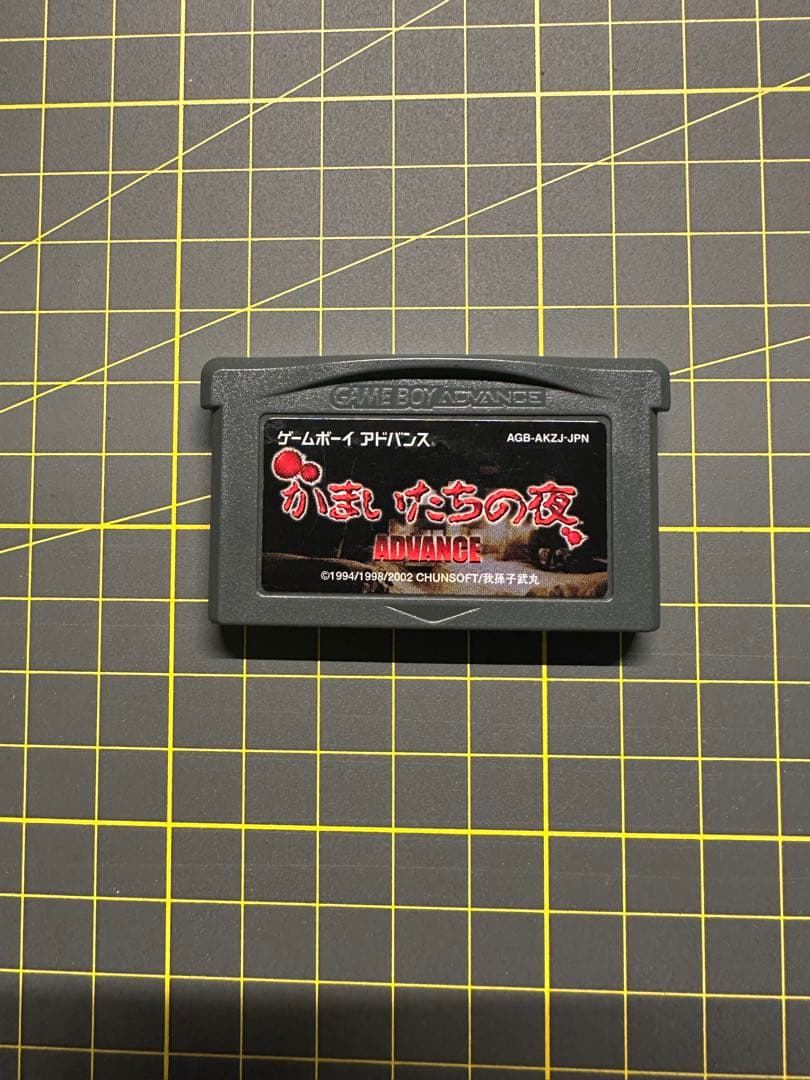 GAME BOY ADVANCE
ゲームボーイ アドバンス AGB-AKZJ-JPN
かまいたちの夜
ADVANCE
©1994/1998/2002 CHUNSOFT/我孫子武丸